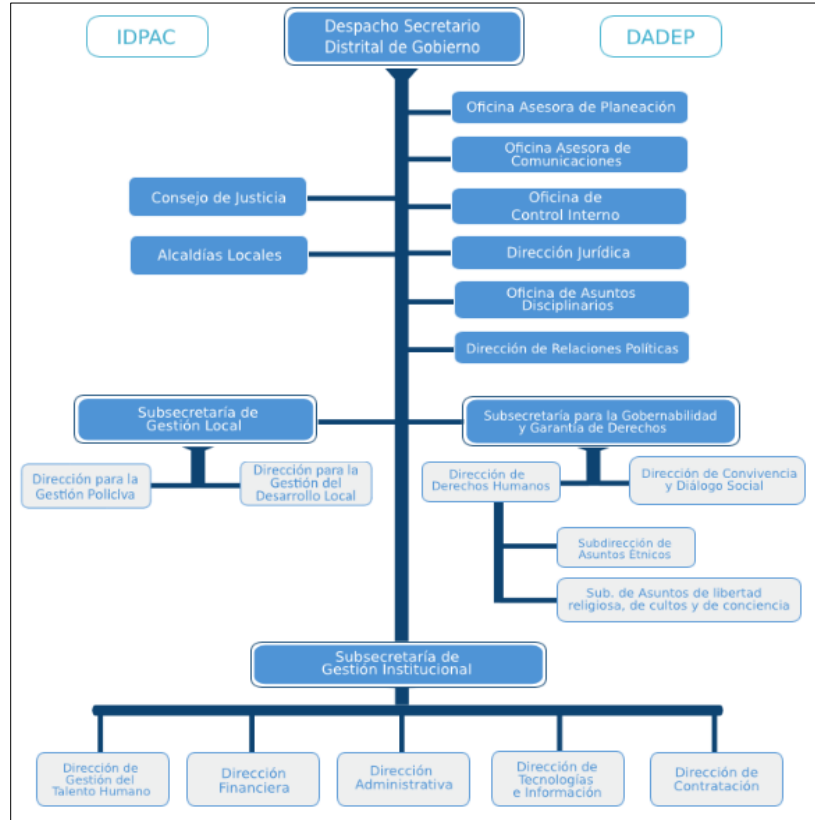 IDPAC
Despacho Secretario
Distrital de Gobierno
DADEP
Oficina Asesora de Planeación
Oficina Asesora de
Comunicaciones
Consejo de Justicia
Oficina de
Control Interno
Alcaldías Locales
Dirección Jurídica
Oficina de Asuntos
Disciplinarios
Dirección de Relaciones Políticas
Subsecretaría de
Gestión Local
Subsecretaría para la Gobernabilidad
y Garantía de Derechos
Dirección para la
Gestión Policiva
Dirección para la
Gestión del
Desarrollo Local
Dirección de
Derechos Humanos
Dirección de Convivencia
y Diálogo Social
Subdirección de
Asuntos Étnicos
Sub. de Asuntos de libertad
religiosa, de cultos y de conciencia
Subsecretaría de
Gestión Institucional
Dirección de
Gestión del
Talento Humano
Dirección
Financiera
Dirección
Administrativa
Dirección de
Tecnologías
e Información
Dirección de
Contratación